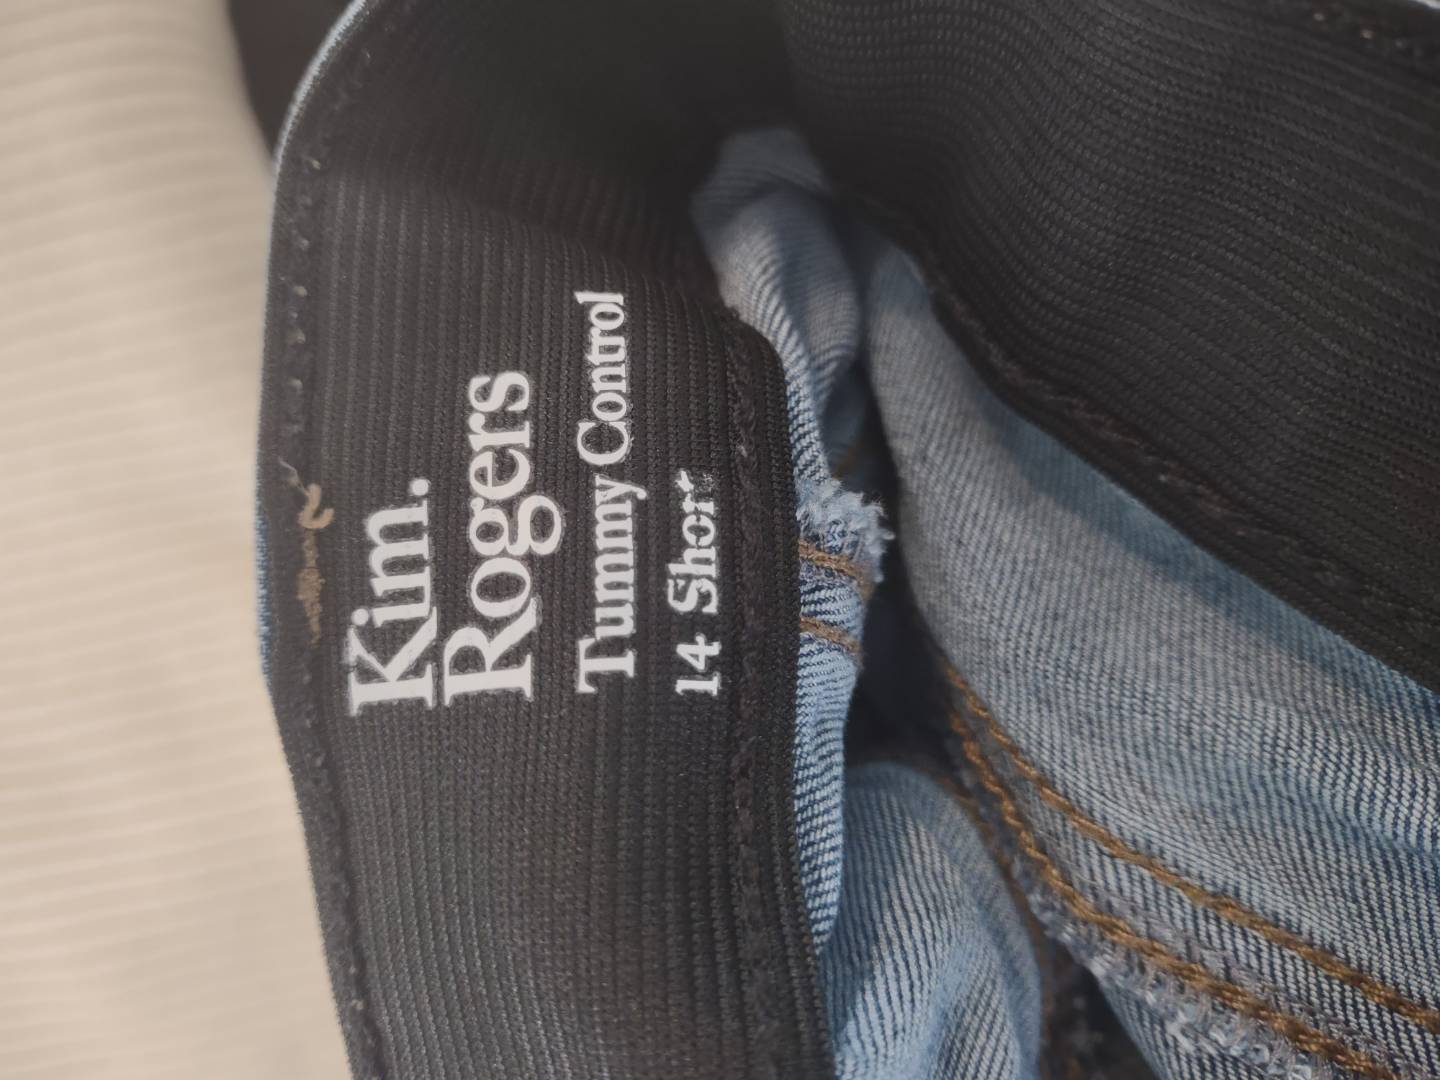 Kim.
Rogers
Tummy Control
14 Short